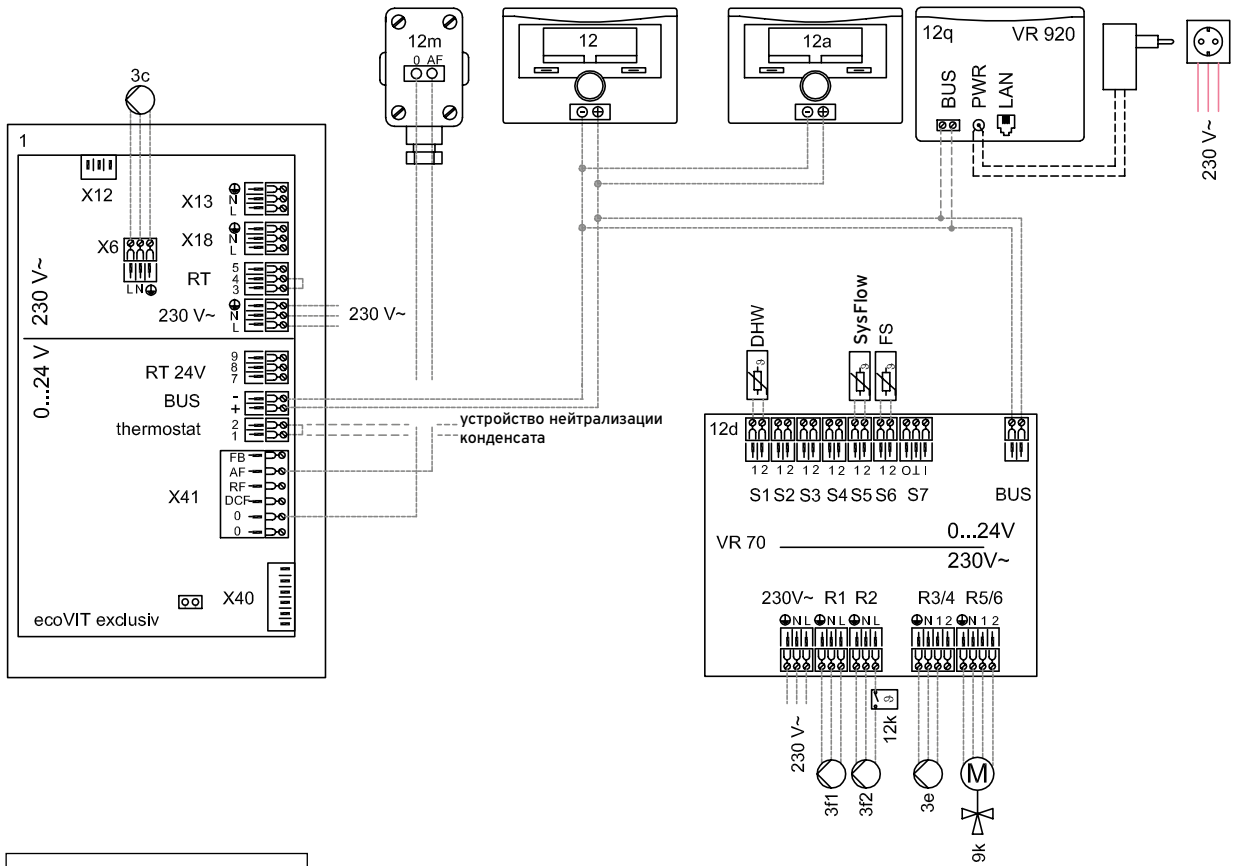 3c
1
X12
X6
L N
X13
N
L
X18
N
L
RT
5
4
3
230 V~
N
L
230 V~
230 V~
0...24 V
RT 24V
9
8
7
BUS
-
+
thermostat
2
1
устройство нейтрализации
конденсата
X41
FB
AF
RF
DCF
0
0
X40
ecoVIT exclusiv
12m
0 AF
12
- +
12a
- +
12q
VR 920
BUS
PWR
LAN
230 V~
DHW
SysFlow
FS
ϑ
ϑ
ϑ
12d
1 2 1 2 1 2 1 2 1 2 1 2 O ⊥ I
S1 S2 S3 S4 S5 S6 S7
BUS
VR 70
0...24V
230V~
230V~ R1 R2 R3/4 R5/6
N L N L N L N 1 2 N 1 2
230 V~
ϑ
12k
3f1
3f2
3e
M
9k